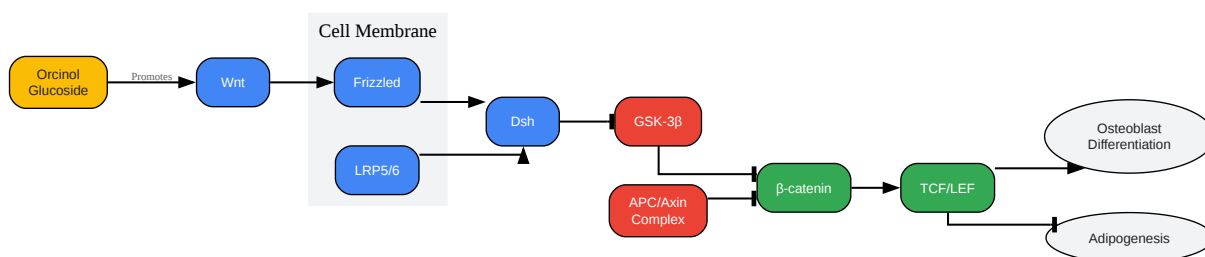 Cell Membrane
Orcinol
Glucoside
Promotes
Wnt
Frizzled
LRP5/6
Dsh
GSK-3β
APC/Axin
Complex
β-catenin
TCF/LEF
Osteoblast
Differentiation
Adipogenesis